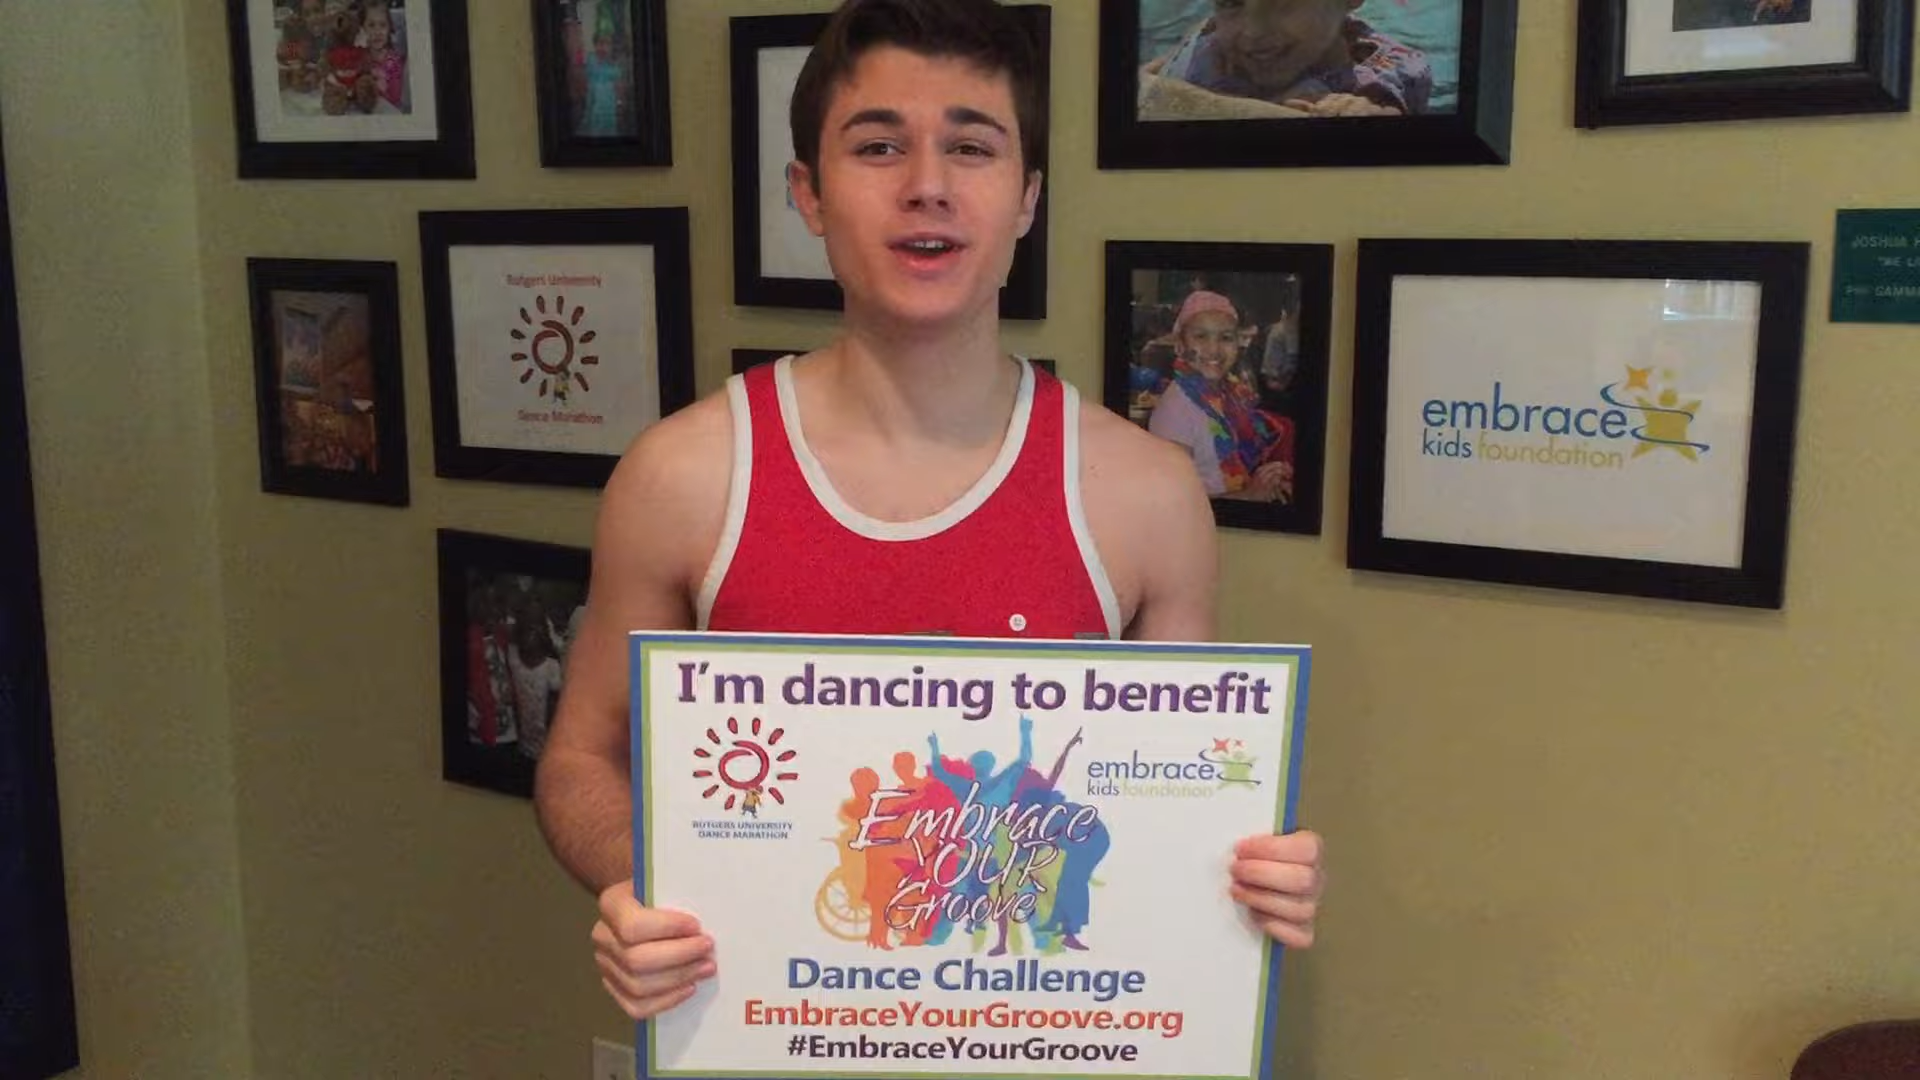 Rutgers University
Dance Marathon
embrace
kids foundation
JOSHUA
I'm dancing to benefit
RUTGERS UNIVERSITY
DANCE MARATHON
embrace
kids foundation
Embrace
YOUR
Groove
Dance Challenge
EmbraceYourGroove.org
#EmbraceYourGroove